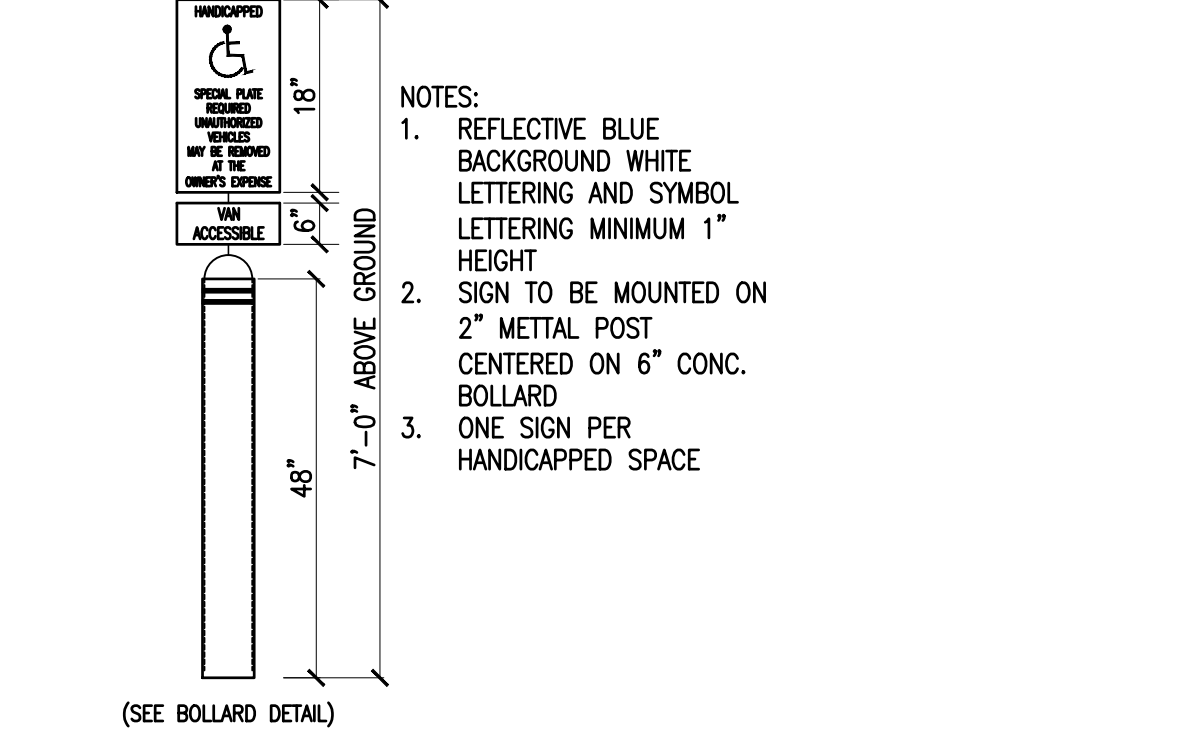 HANDICAPPED
SPECIAL PLATE
REQUIRED
UNAUTHORIZED
VEHICLES
MAY BE REMOVED
AT THE
OWNER'S EXPENSE
18"
VAN
ACCESSIBLE
6"
48"
7'-0" ABOVE GROUND
(SEE BOLLARD DETAIL)
NOTES:
1. REFLECTIVE BLUE
BACKGROUND WHITE
LETTERING AND SYMBOL
LETTERING MINIMUM 1"
HEIGHT
2. SIGN TO BE MOUNTED ON
2" METTAL POST
CENTERED ON 6" CONC.
BOLLARD
3. ONE SIGN PER
HANDICAPPED SPACE